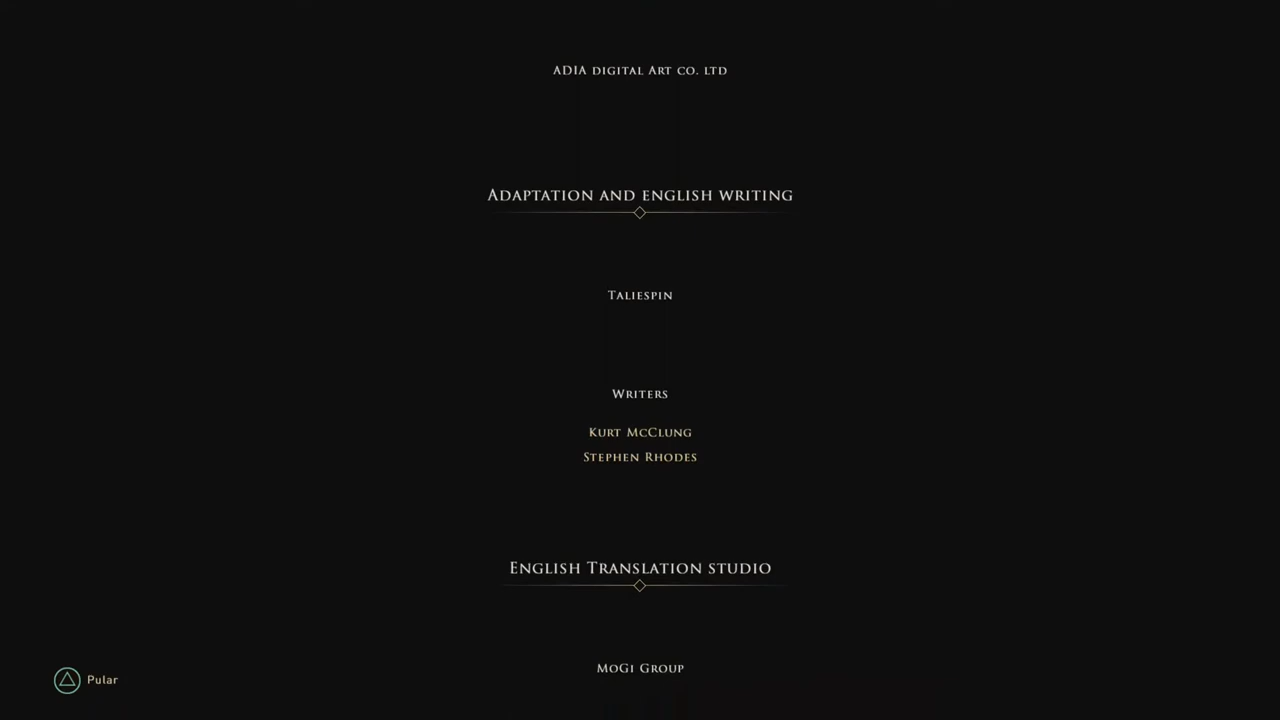 ADIA digital Art co. ltd
Adaptation and english writing
Taliespin
Writers
Kurt McClung
Stephen Rhodes
English Translation studio
MoGi Group
Pular